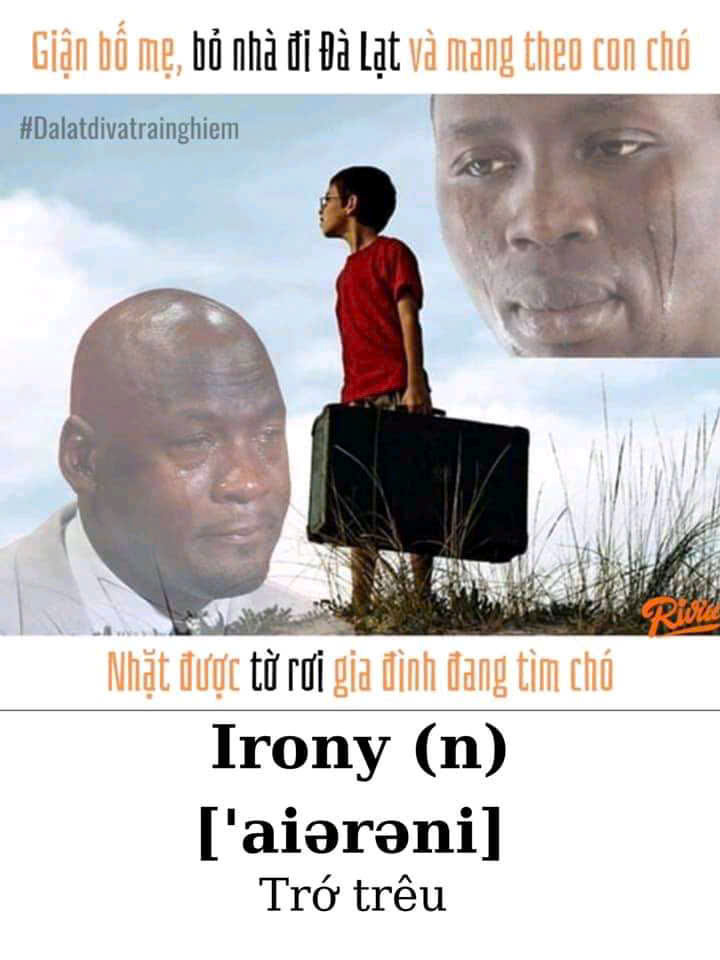 Giận bố mẹ, bỏ nhà đi Đà Lạt và mang theo con chó
#Dalatdivatrainghiem
Nhặt được tờ rơi gia đình đang tìm chó
Irony (n)
['aiərəni]
Trớ trêu